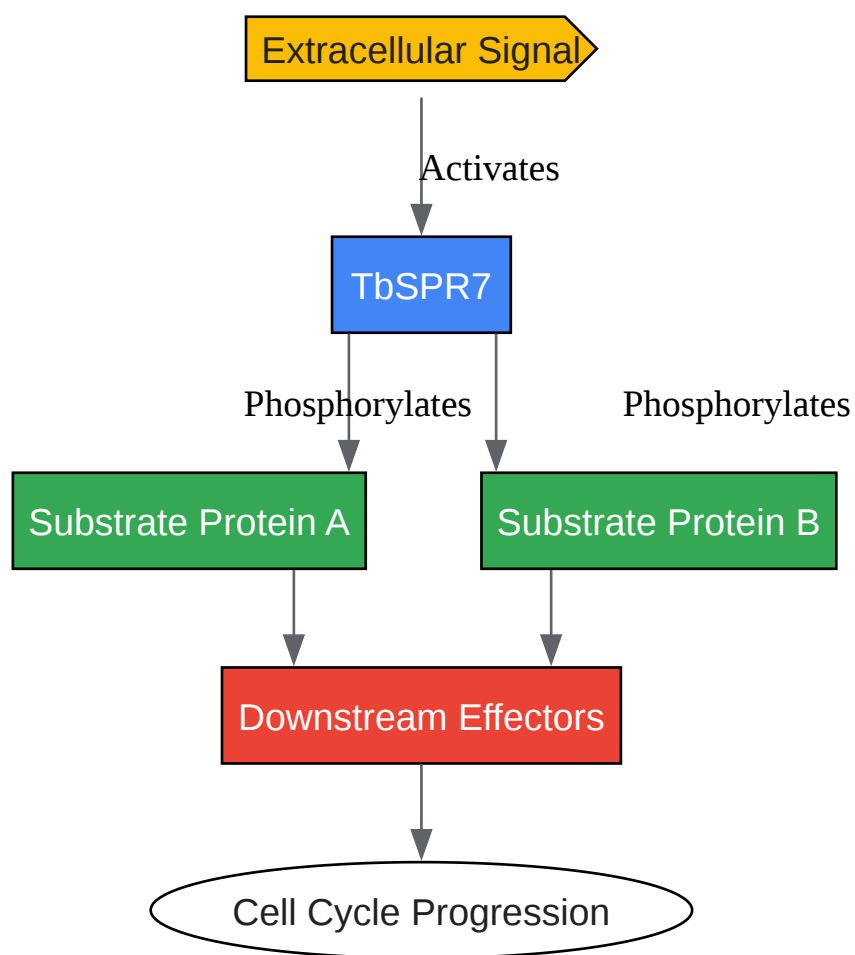 Extracellular Signal
Activates
TbSPR7
Phosphorylates
Phosphorylates
Substrate Protein A
Substrate Protein B
Downstream Effectors
Cell Cycle Progression